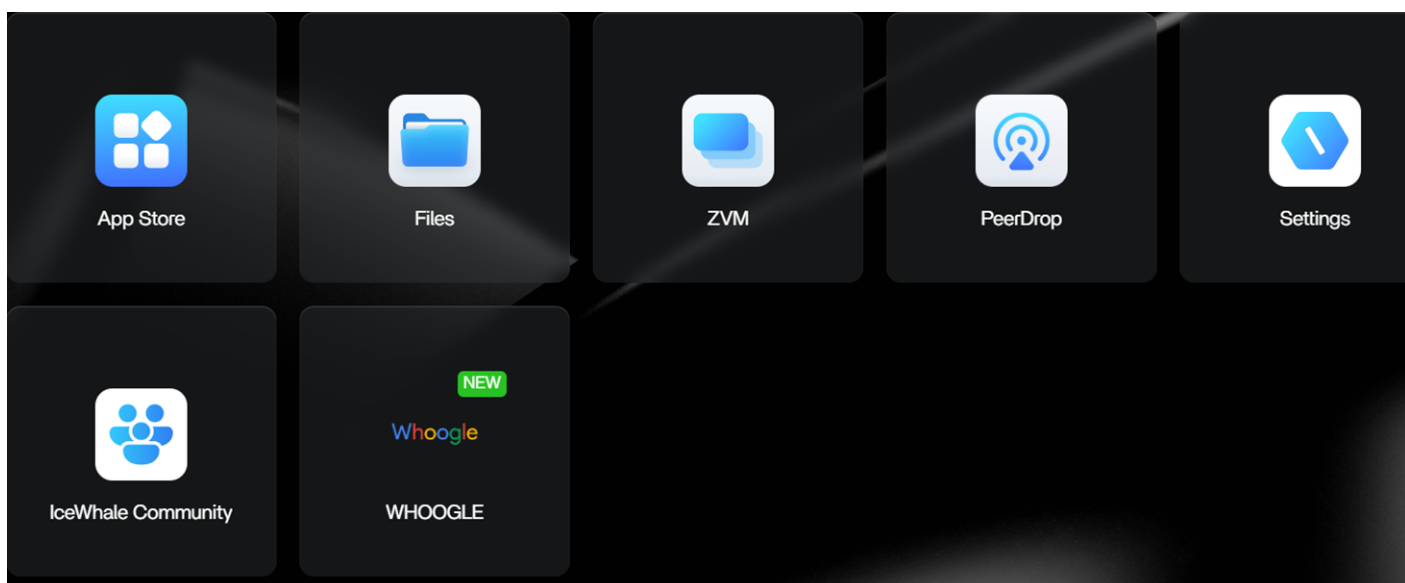 App Store
Files
ZVM
PeerDrop
Settings
IceWhale Community
NEW
Whoogle
WHOOGLE